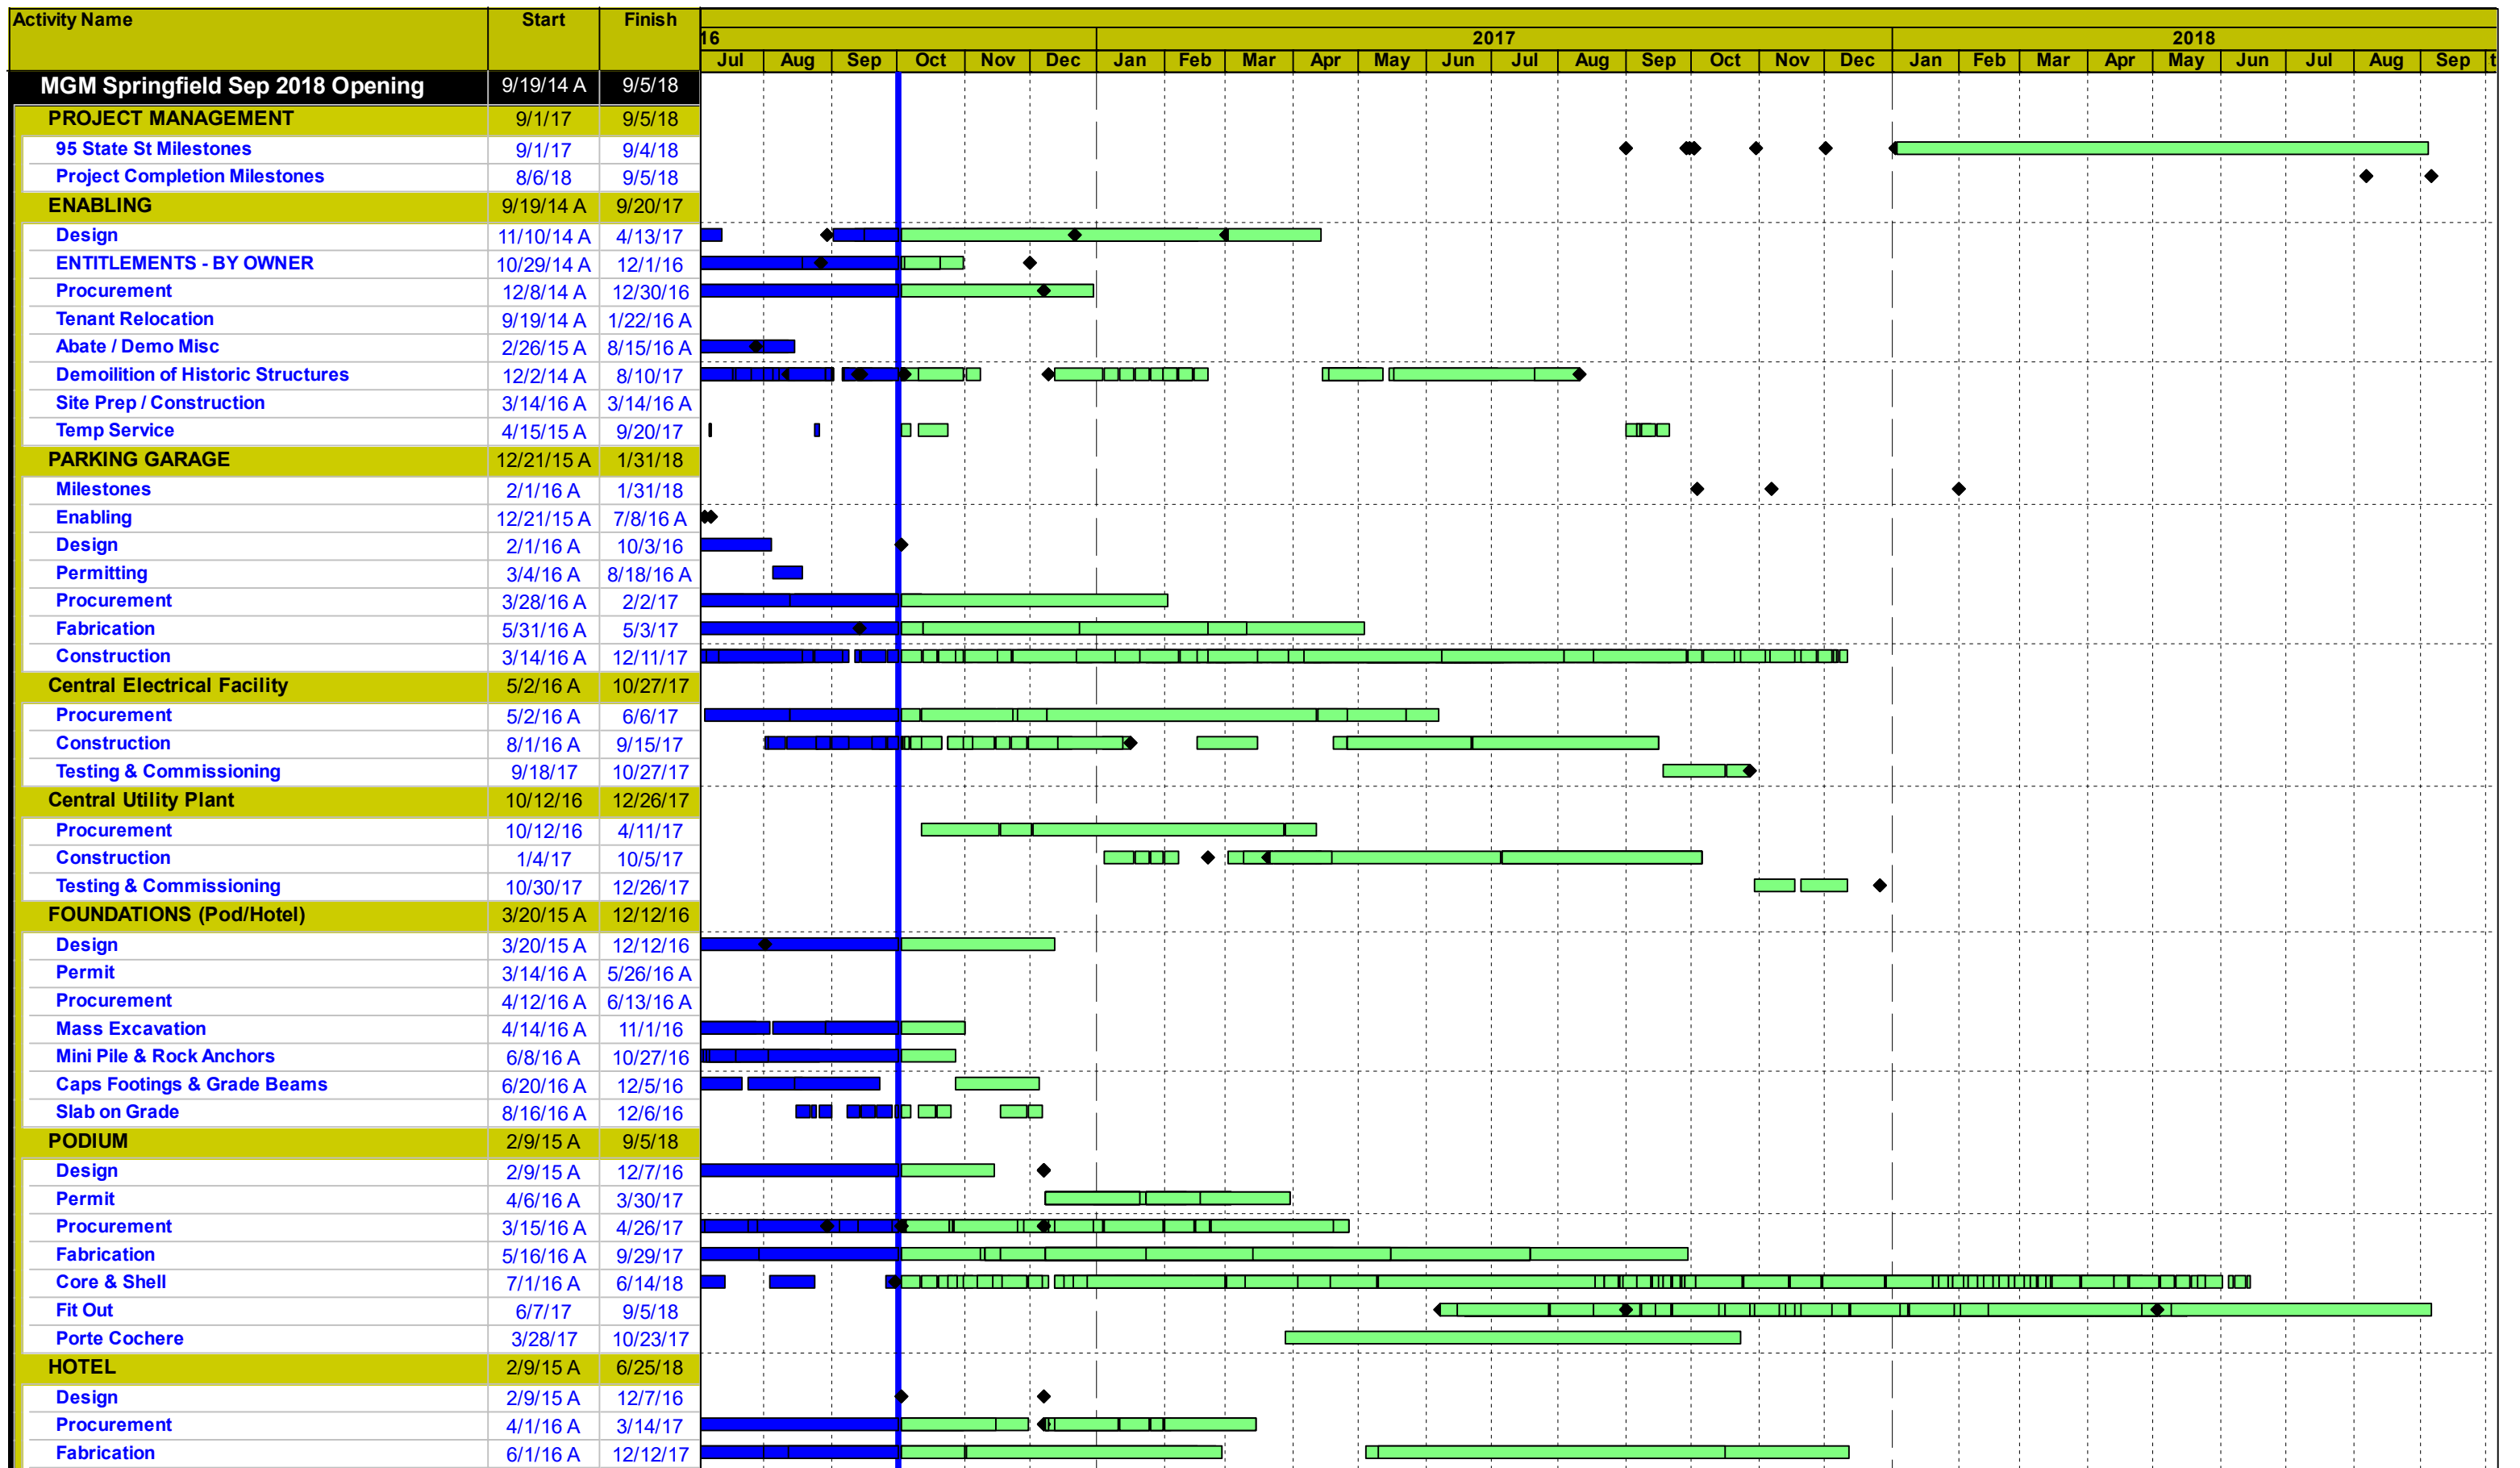 Activity Name Start Finish
16 2017 2018
Jul Aug Sep Oct Nov Dec Jan Feb Mar Apr May Jun Jul Aug Sep Oct Nov Dec Jan Feb Mar Apr May Jun Jul Aug Sep t
MGM Springfield Sep 2018 Opening 9/19/14 A 9/5/18
PROJECT MANAGEMENT 9/1/17 9/5/18
95 State St Milestones 9/1/17 9/4/18
Project Completion Milestones 8/6/18 9/5/18
ENABLING 9/19/14 A 9/20/17
Design 11/10/14 A 4/13/17
ENTITLEMENTS - BY OWNER 10/29/14 A 12/1/16
Procurement 12/8/14 A 12/30/16
Tenant Relocation 9/19/14 A 1/22/16 A
Abate / Demo Misc 2/26/15 A 8/15/16 A
Demoilition of Historic Structures 12/2/14 A 8/10/17
Site Prep / Construction 3/14/16 A 3/14/16 A
Temp Service 4/15/15 A 9/20/17
PARKING GARAGE 12/21/15 A 1/31/18
Milestones 2/1/16 A 1/31/18
Enabling 12/21/15 A 7/8/16 A
Design 2/1/16 A 10/3/16
Permitting 3/4/16 A 8/18/16 A
Procurement 3/28/16 A 2/2/17
Fabrication 5/31/16 A 5/3/17
Construction 3/14/16 A 12/11/17
Central Electrical Facility 5/2/16 A 10/27/17
Procurement 5/2/16 A 6/6/17
Construction 8/1/16 A 9/15/17
Testing & Commissioning 9/18/17 10/27/17
Central Utility Plant 10/12/16 12/26/17
Procurement 10/12/16 4/11/17
Construction 1/4/17 10/5/17
Testing & Commissioning 10/30/17 12/26/17
FOUNDATIONS (Pod/Hotel) 3/20/15 A 12/12/16
Design 3/20/15 A 12/12/16
Permit 3/14/16 A 5/26/16 A
Procurement 4/12/16 A 6/13/16 A
Mass Excavation 4/14/16 A 11/1/16
Mini Pile & Rock Anchors 6/8/16 A 10/27/16
Caps Footings & Grade Beams 6/20/16 A 12/5/16
Slab on Grade 8/16/16 A 12/6/16
PODIUM 2/9/15 A 9/5/18
Design 2/9/15 A 12/7/16
Permit 4/6/16 A 3/30/17
Procurement 3/15/16 A 4/26/17
Fabrication 5/16/16 A 9/29/17
Core & Shell 7/1/16 A 6/14/18
Fit Out 6/7/17 9/5/18
Porte Cochere 3/28/17 10/23/17
HOTEL 2/9/15 A 6/25/18
Design 2/9/15 A 12/7/16
Procurement 4/1/16 A 3/14/17
Fabrication 6/1/16 A 12/12/17